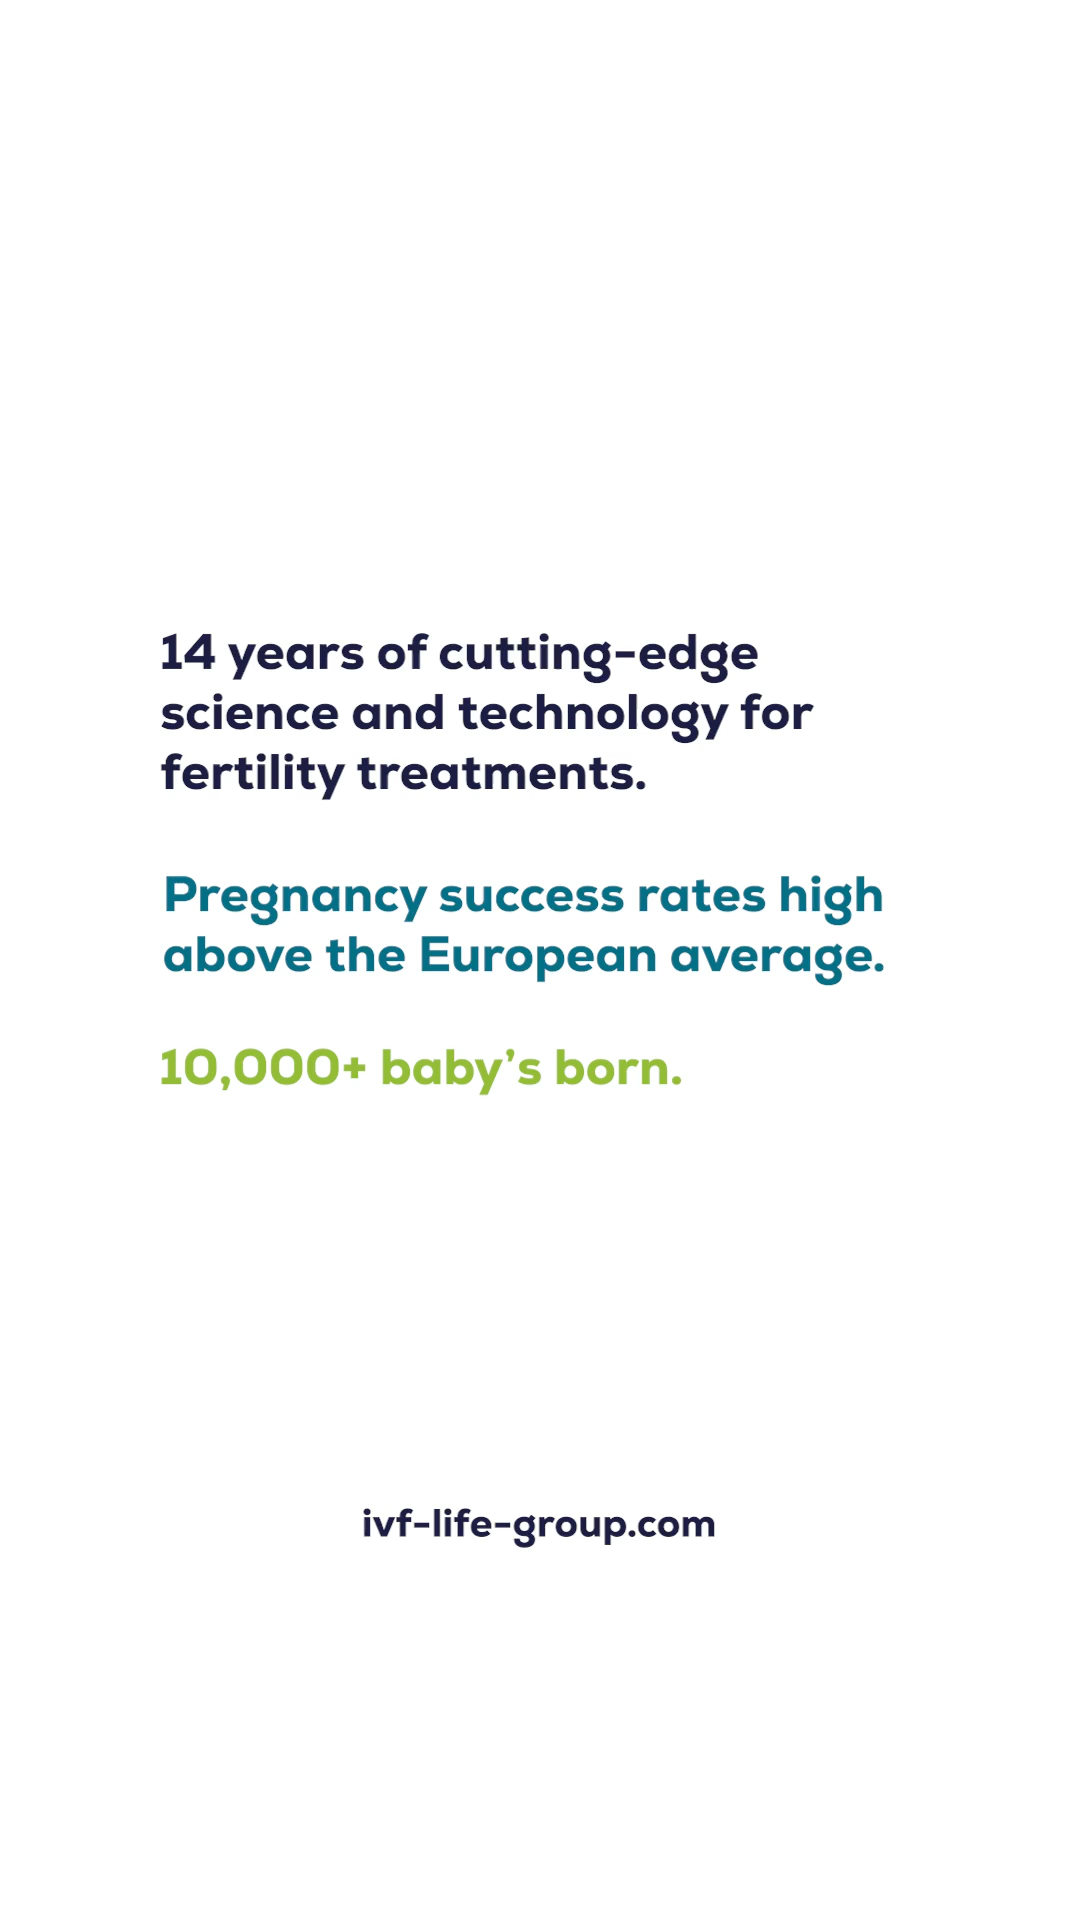 14 years of cutting-edge
science and technology for
fertility treatments.
Pregnancy success rates high
above the European average.
10,000+ baby’s born.
ivf-life-group.com